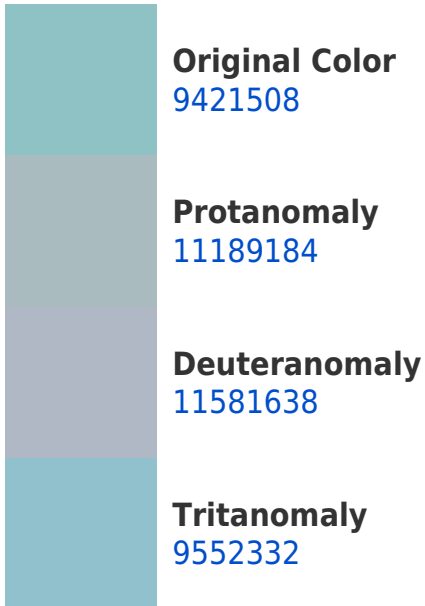 Original Color
9421508
Protanomaly
11189184
Deuteranomaly
11581638
Tritanomaly
9552332